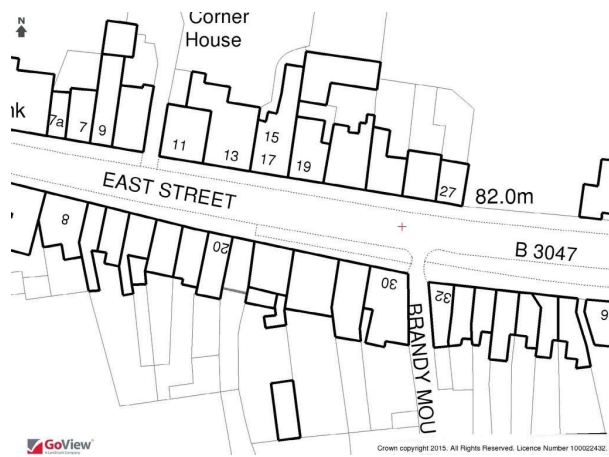 N
Corner
House
nk
7a
7
9
11
13
15
17
19
27
82.0m
EAST STREET
B 3047
8
20
30
32
BRANDY MOU
GoView
Crown copyright 2015. All Rights Reserved. Licence Number 100022432